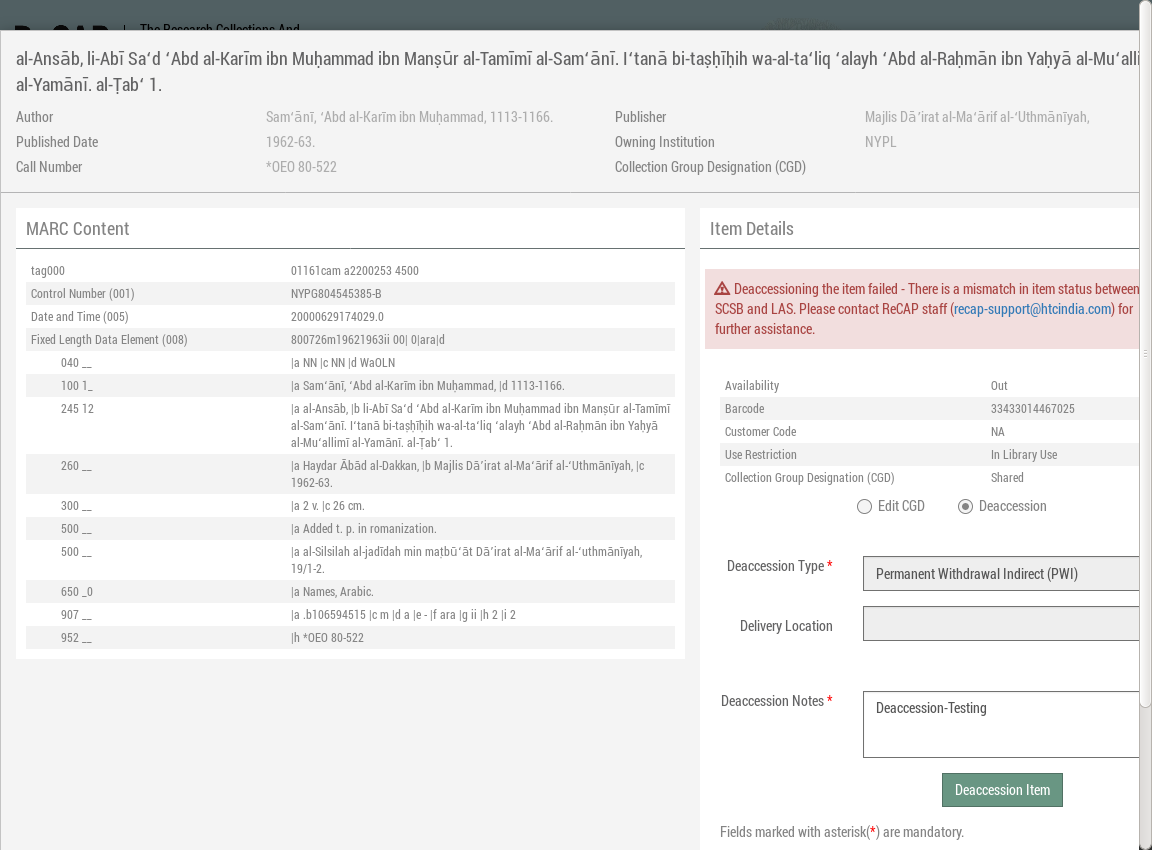 The Research Collections And
al-Ansāb, li-Abī Saʻd ʻAbd al-Karīm ibn Muḥammad ibn Manṣūr al-Tamīmī al-Samʻānī. Iʻtanā bi-taṣḥīḥih wa-al-taʻliq ʻalayh ʻAbd al-Raḥmān ibn Yaḥyā al-Muʻalli
al-Yamānī. al-Ṭabʻ 1.
Author Samʻānī, ʻAbd al-Karīm ibn Muḥammad, 1113-1166. Publisher Majlis Dāʼirat al-Maʻārif al-ʻUthmānīyah,
Published Date 1962-63. Owning Institution NYPL
Call Number *OEO 80-522 Collection Group Designation (CGD)
MARC Content
tag000 01161cam a2200253 4500
Control Number (001) NYPG804545385-B
Date and Time (005) 20000629174029.0
Fixed Length Data Element (008) 800726m19621963ii 00| 0|ara|d
040 __ |a NN |c NN |d WaOLN
100 1_ |a Samʻānī, ʻAbd al-Karīm ibn Muḥammad, |d 1113-1166.
245 12 |a al-Ansāb, |b li-Abī Saʻd ʻAbd al-Karīm ibn Muḥammad ibn Manṣūr al-Tamīmī
al-Samʻānī. Iʻtanā bi-taṣḥīḥih wa-al-taʻliq ʻalayh ʻAbd al-Raḥmān ibn Yaḥyā
al-Muʻallimī al-Yamānī. al-Ṭabʻ 1.
260 __ |a Haydar Ābād al-Dakkan, |b Majlis Dāʼirat al-Maʻārif al-ʻUthmānīyah, |c
1962-63.
300 __ |a 2 v. |c 26 cm.
500 __ |a Added t. p. in romanization.
500 __ |a al-Silsilah al-jadīdah min maṭbūʻāt Dāʼirat al-Maʻārif al-ʻuthmānīyah,
19/1-2.
650 _0 |a Names, Arabic.
907 __ |a .b106594515 |c m |d a |e - |f ara |g ii |h 2 |i 2
952 __ |h *OEO 80-522
Item Details
Deaccessioning the item failed - There is a mismatch in item status between
SCSB and LAS. Please contact ReCAP staff (recap-support@htcindia.com) for
further assistance.
Availability Out
Barcode 33433014467025
Customer Code NA
Use Restriction In Library Use
Collection Group Designation (CGD) Shared
Edit CGD Deaccession
Deaccession Type * Permanent Withdrawal Indirect (PWI)
Delivery Location
Deaccession Notes * Deaccession-Testing
Deaccession Item
Fields marked with asterisk(*) are mandatory.